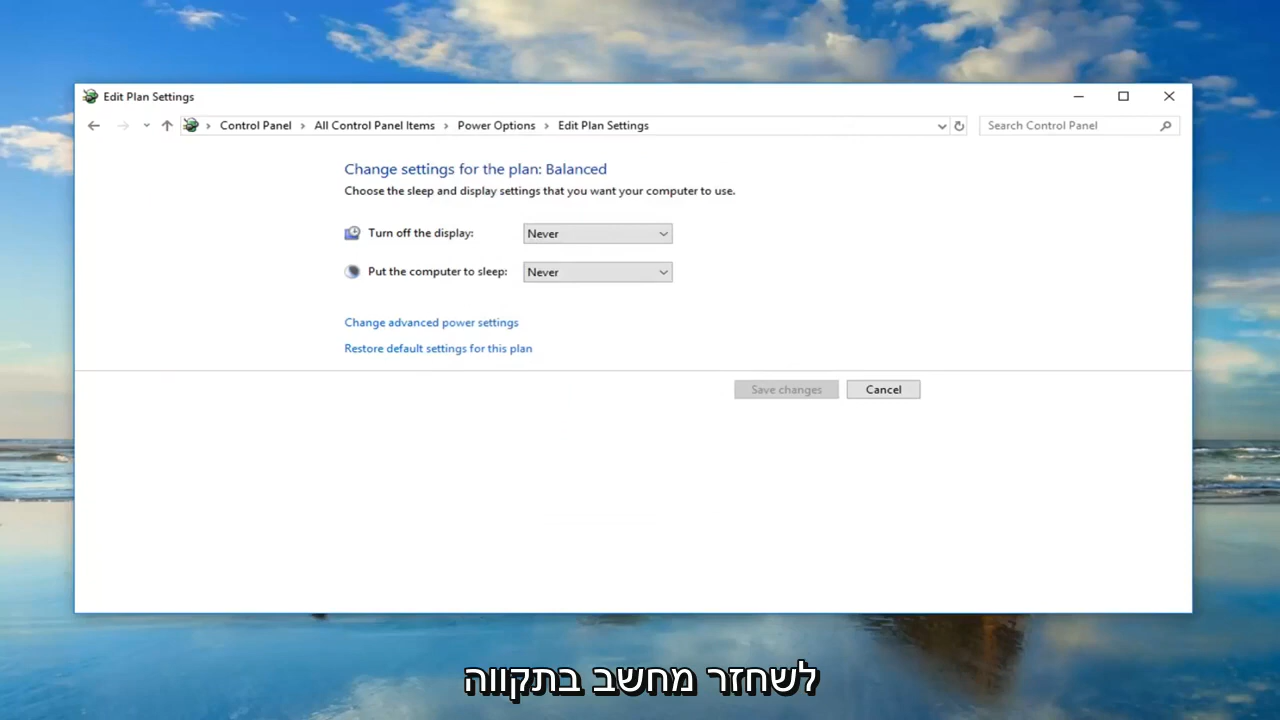 Edit Plan Settings
Control Panel > All Control Panel Items > Power Options > Edit Plan Settings
Search Control Panel
Change settings for the plan: Balanced
Choose the sleep and display settings that you want your computer to use.
Turn off the display: Never
Put the computer to sleep: Never
Change advanced power settings
Restore default settings for this plan
Save changes Cancel
לשחזר מחשב בתקווה